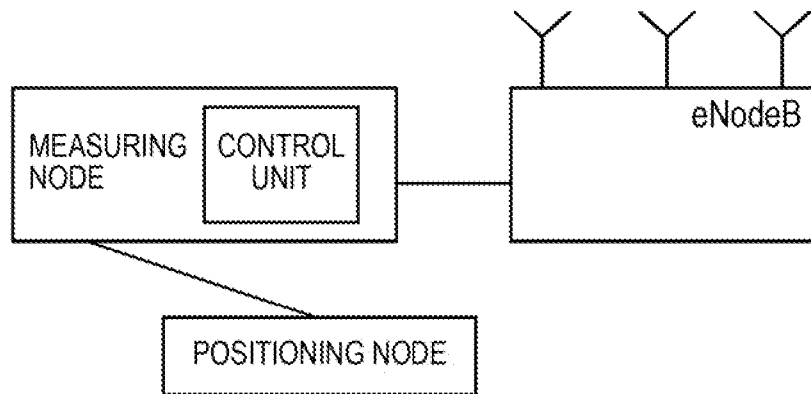 MEASURING
NODE
CONTROL
UNIT
eNodeB
POSITIONING NODE